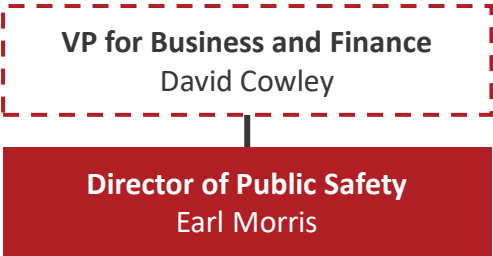 VP for Business and Finance
David Cowley
Director of Public Safety
Earl Morris